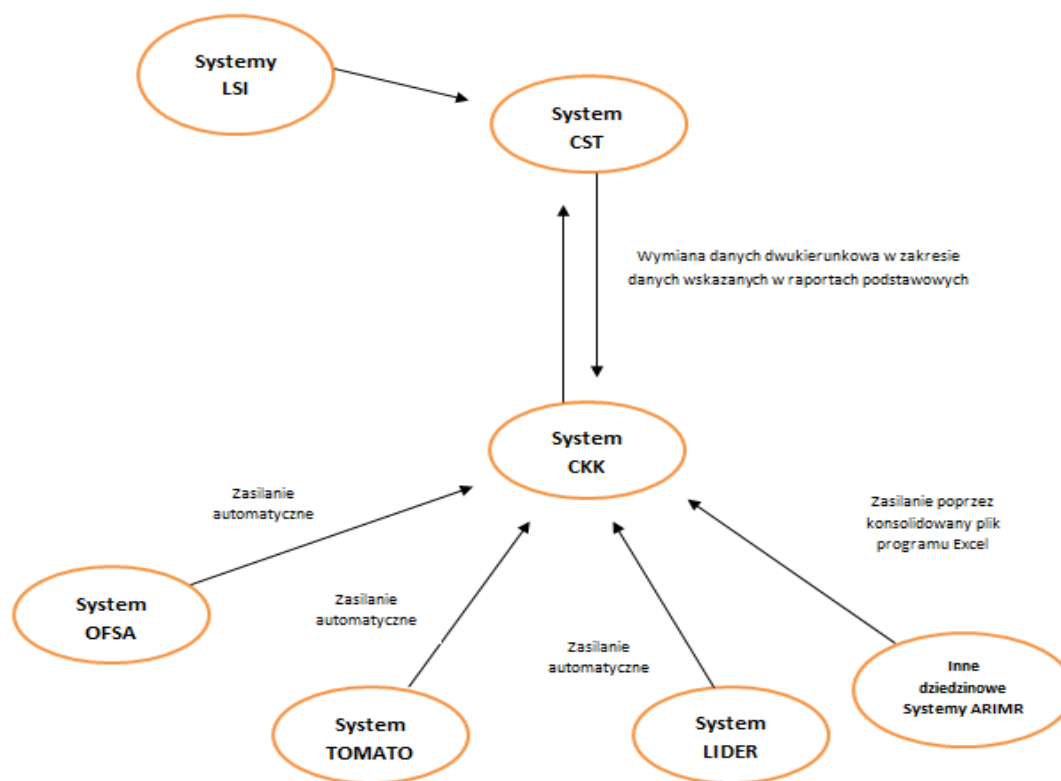 Systemy
LSI
System
CST
Wymiana danych dwukierunkowa w zakresie
danych wskazanych w raportach podstawowych
System
CKK
Zasilanie
automatyczne
Zasilanie poprzez
konsolidowany plik
programu Excel
System
OFSA
Zasilanie
automatyczne
Zasilanie
automatyczne
Inne
dziedzinowe
Systemy ARIMR
System
TOMATO
System
LIDER